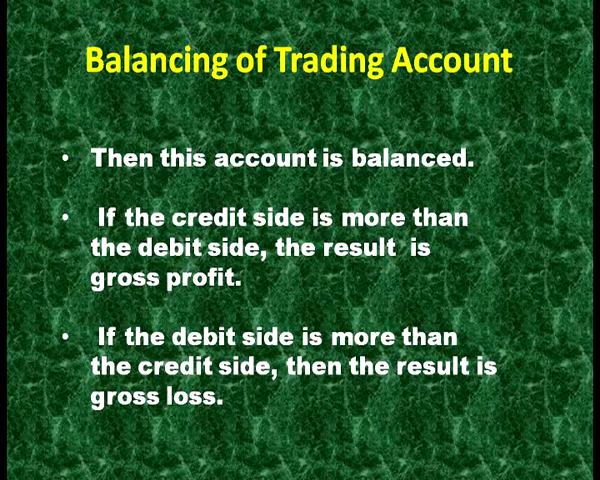 Balancing of Trading Account
• Then this account is balanced.
• If the credit side is more than
the debit side, the result is
gross profit.
• If the debit side is more than
the credit side, then the result is
gross loss.